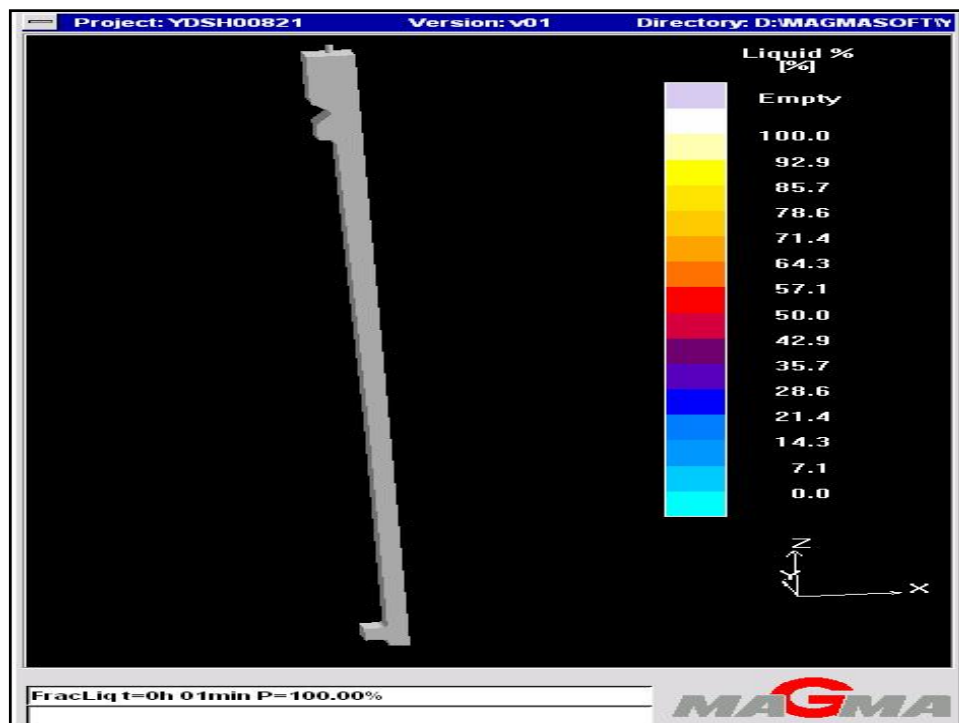 Project: YDSH00821 Version: v01 Directory: D:\MAGMASOFT\Y
Liquid %
[%]
Empty
100.0
92.9
85.7
78.6
71.4
64.3
57.1
50.0
42.9
35.7
28.6
21.4
14.3
7.1
0.0
Z
Y
X
FracLiq t=0h 01min P=100.00%
MAGMA